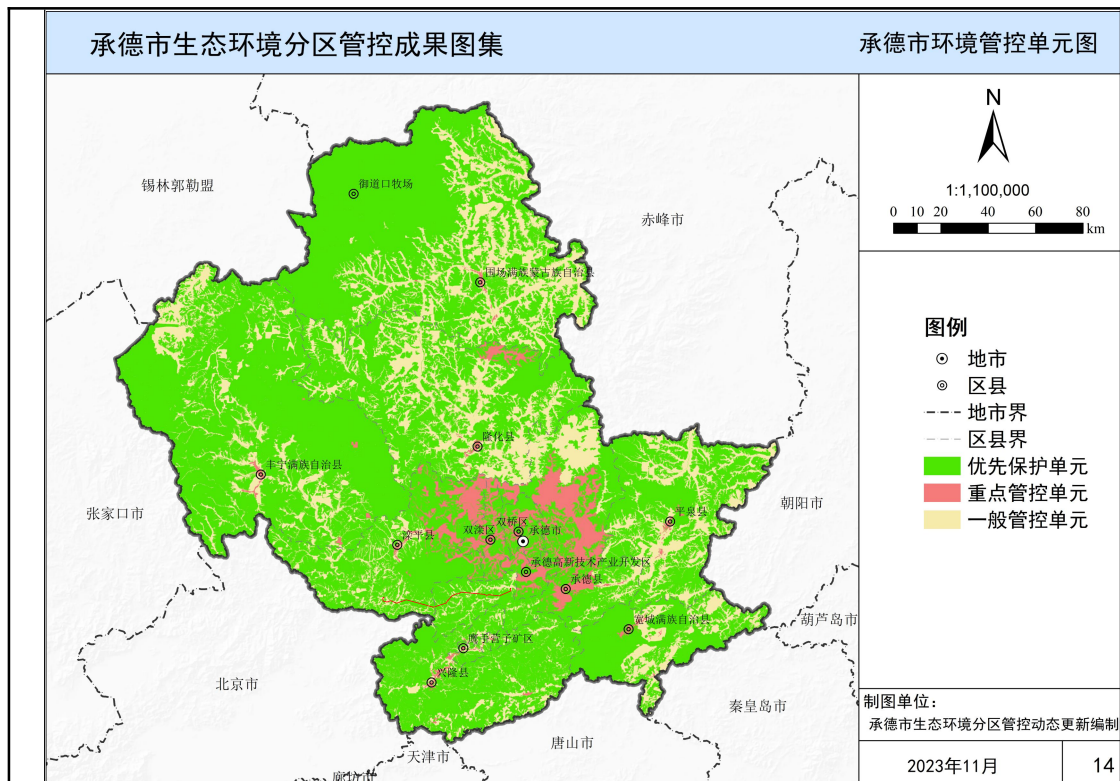 承德市生态环境分区管控成果图集
承德市环境管控单元图
N
1:1,100,000
0 10 20 40 60 80
km
图例
地市
区县
地市界
区县界
优先保护单元
重点管控单元
一般管控单元
制图单位：
承德市生态环境分区管控动态更新编制
2023年11月
14
锡林郭勒盟
御道口牧场
赤峰市
围场满族蒙古族自治县
隆化县
丰宁满族自治县
张家口市
朝阳市
平泉县
双桥区
双滦区
承德市
滦平县
承德高新技术产业开发区
承德县
宽城满族自治县
葫芦岛市
鹰手营子矿区
兴隆县
北京市
秦皇岛市
唐山市
天津市
廊坊市